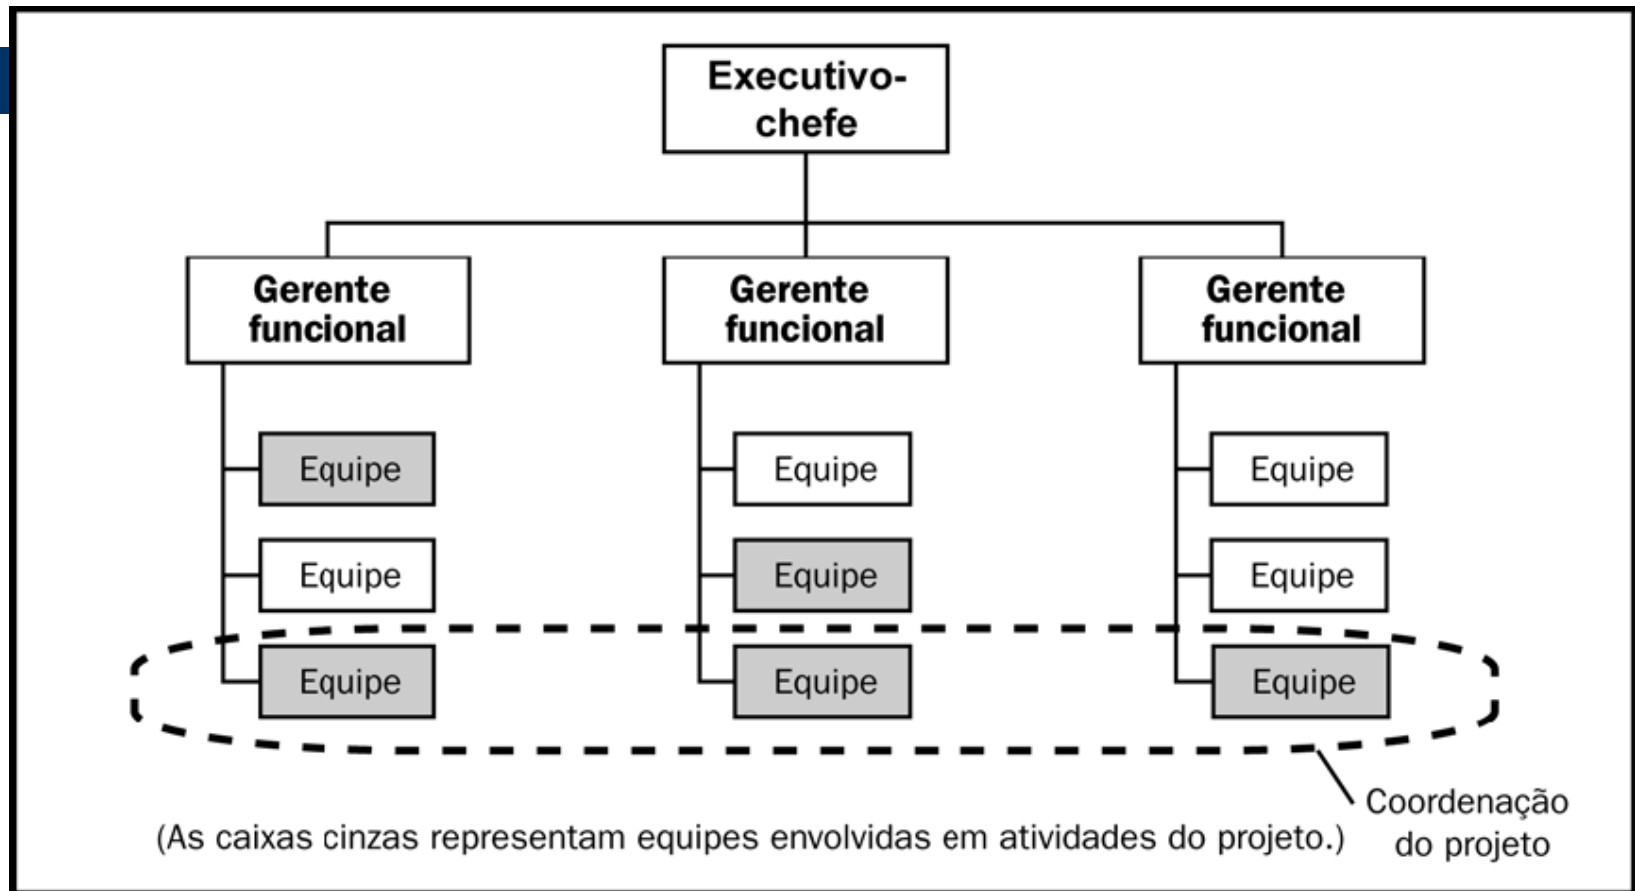 Executivo-
chefe
Gerente
funcional
Gerente
funcional
Gerente
funcional
Equipe
Equipe
Equipe
Equipe
Equipe
Equipe
Equipe
Equipe
Equipe
Coordenação
do projeto
(As caixas cinzas representam equipes envolvidas em atividades do projeto.)